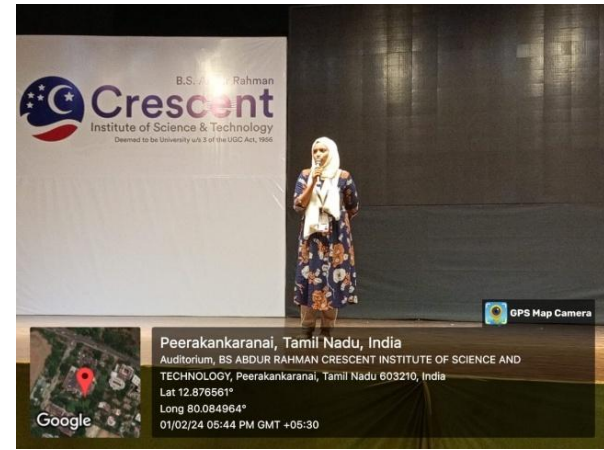 B.S. Abdur Rahman
Crescent
Institute of Science & Technology
Deemed to be University u/s 3 of the UGC Act, 1956
GPS Map Camera
Peerakankaranai, Tamil Nadu, India
Auditorium, BS ABDUR RAHMAN CRESCENT INSTITUTE OF SCIENCE AND
TECHNOLOGY, Peerakankaranai, Tamil Nadu 603210, India
Lat 12.876561°
Long 80.084964°
01/02/24 05:44 PM GMT +05:30
Google